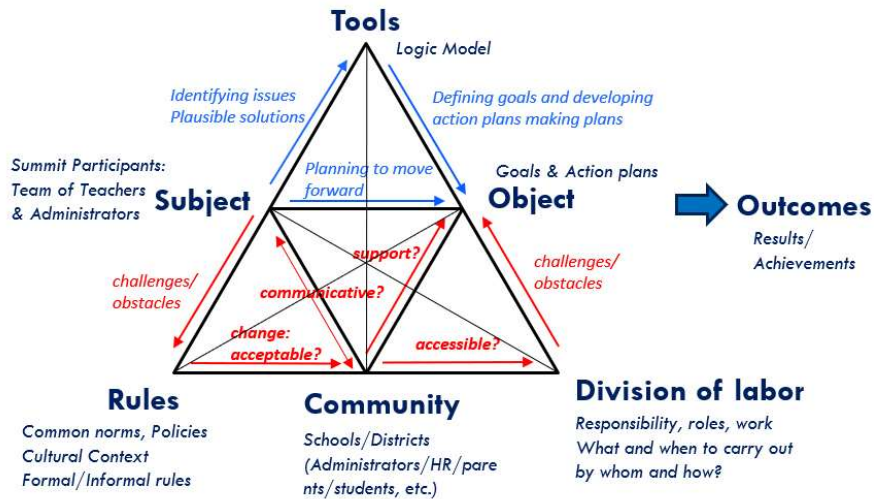 Tools
Logic Model
Identifying issues
Plausible solutions
Defining goals and developing
action plans making plans
Summit Participants:
Team of Teachers
& Administrators
Subject
Planning to move
forward
Goals & Action plans
Object
Outcomes
Results/
Achievements
challenges/
obstacles
support?
communicative?
challenges/
obstacles
change:
acceptable?
accessible?
Rules
Common norms, Policies
Cultural Context
Formal/Informal rules
Community
Schools/Districts
(Administrators/HR/pare
nts/students, etc.)
Division of labor
Responsibility, roles, work
What and when to carry out
by whom and how?